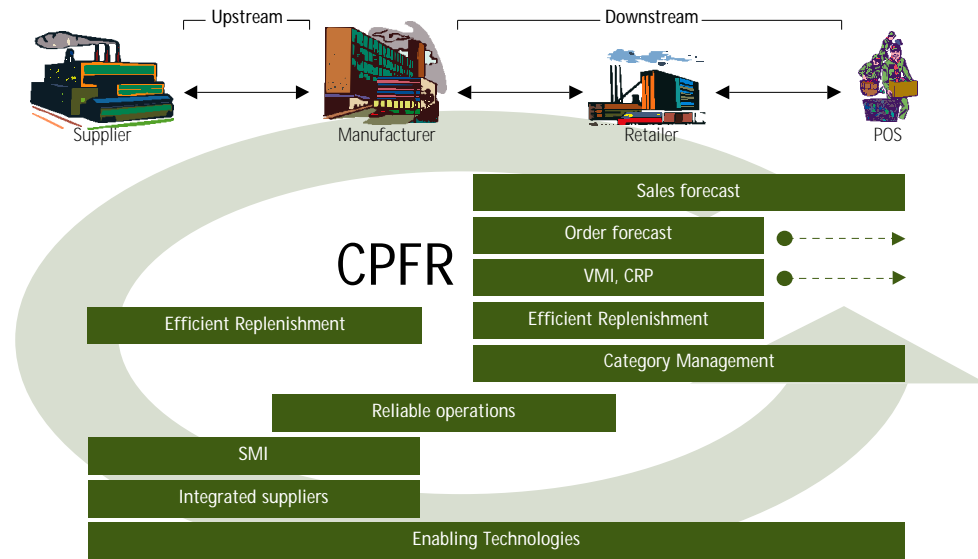 Upstream
Downstream
Supplier
Manufacturer
Retailer
POS
Sales forecast
Order forecast
CPFR
VMI, CRP
Efficient Replenishment
Efficient Replenishment
Category Management
Reliable operations
SMI
Integrated suppliers
Enabling Technologies